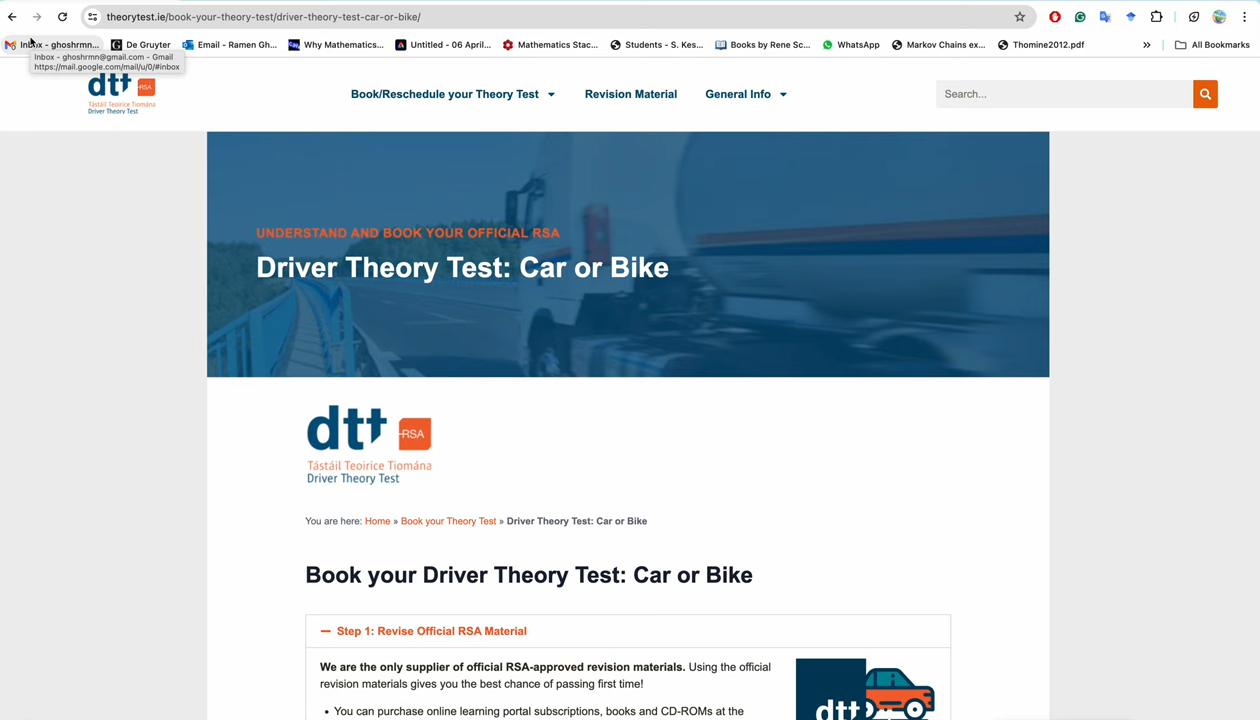 theorytest.ie/book-your-theory-test/driver-theory-test-car-or-bike/
Inbox - ghoshrmn... De Gruyter Email - Ramen Gh... Why Mathematics... Untitled - 06 April... Mathematics Stac... Students - S. Kes... Books by Rene Sc... WhatsApp Markov Chains ex... Thomine2012.pdf » All Bookmarks
Inbox - ghoshrmn@gmail.com - Gmail
https://mail.google.com/mail/u/0/#inbox
dtt RSA
Tástáil Teoirice Tiomána
Driver Theory Test
Book/Reschedule your Theory Test Revision Material General Info Search...
UNDERSTAND AND BOOK YOUR OFFICIAL RSA
Driver Theory Test: Car or Bike
dtt RSA
Tástáil Teoirice Tiomána
Driver Theory Test
You are here: Home » Book your Theory Test » Driver Theory Test: Car or Bike
Book your Driver Theory Test: Car or Bike
— Step 1: Revise Official RSA Material
We are the only supplier of official RSA-approved revision materials. Using the official
revision materials gives you the best chance of passing first time!
• You can purchase online learning portal subscriptions, books and CD-ROMs at the
dtt